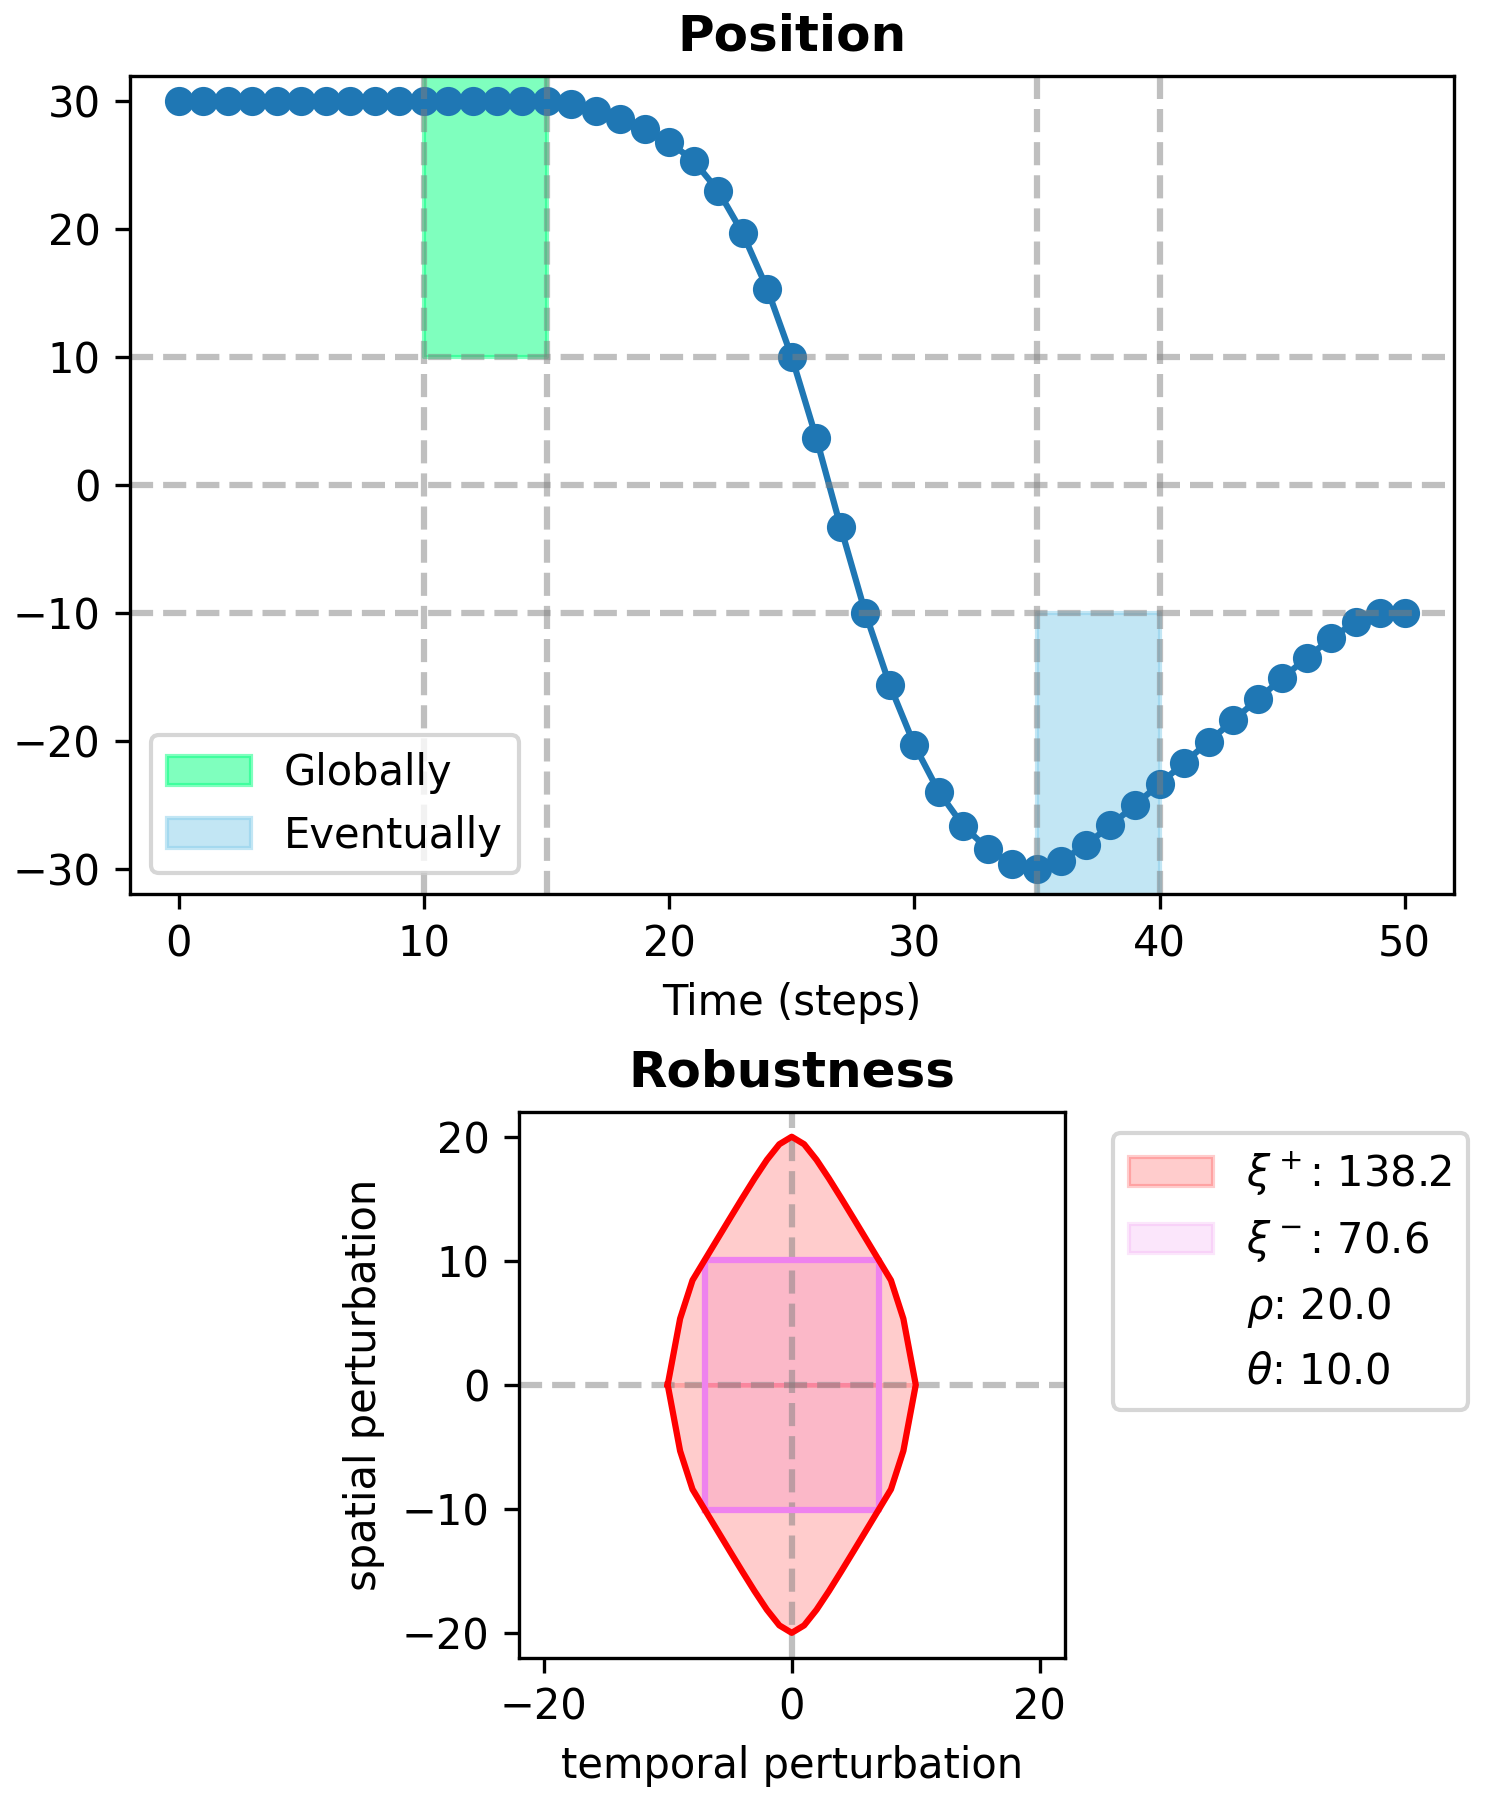 Position
30
20
10
0
−10
−20
−30
Globally
Eventually
0 10 20 30 40 50
Time (steps)
Robustness
20
10
0
−10
−20
spatial perturbation
−20 0 20
temporal perturbation
ξ⁺: 138.2
ξ⁻: 70.6
ρ: 20.0
θ: 10.0